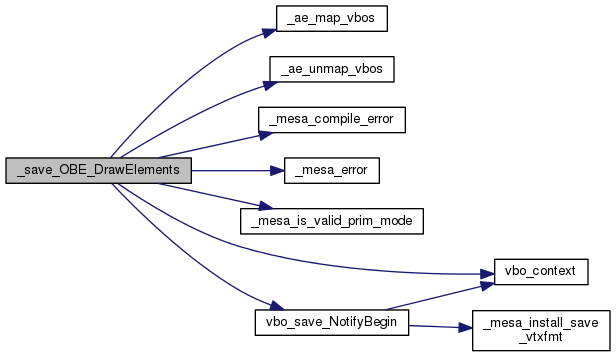 _ae_map_vbos
_ae_unmap_vbos
_mesa_compile_error
_save_OBE_DrawElements
_mesa_error
_mesa_is_valid_prim_mode
vbo_context
vbo_save_NotifyBegin
_mesa_install_save
_vtxfmt